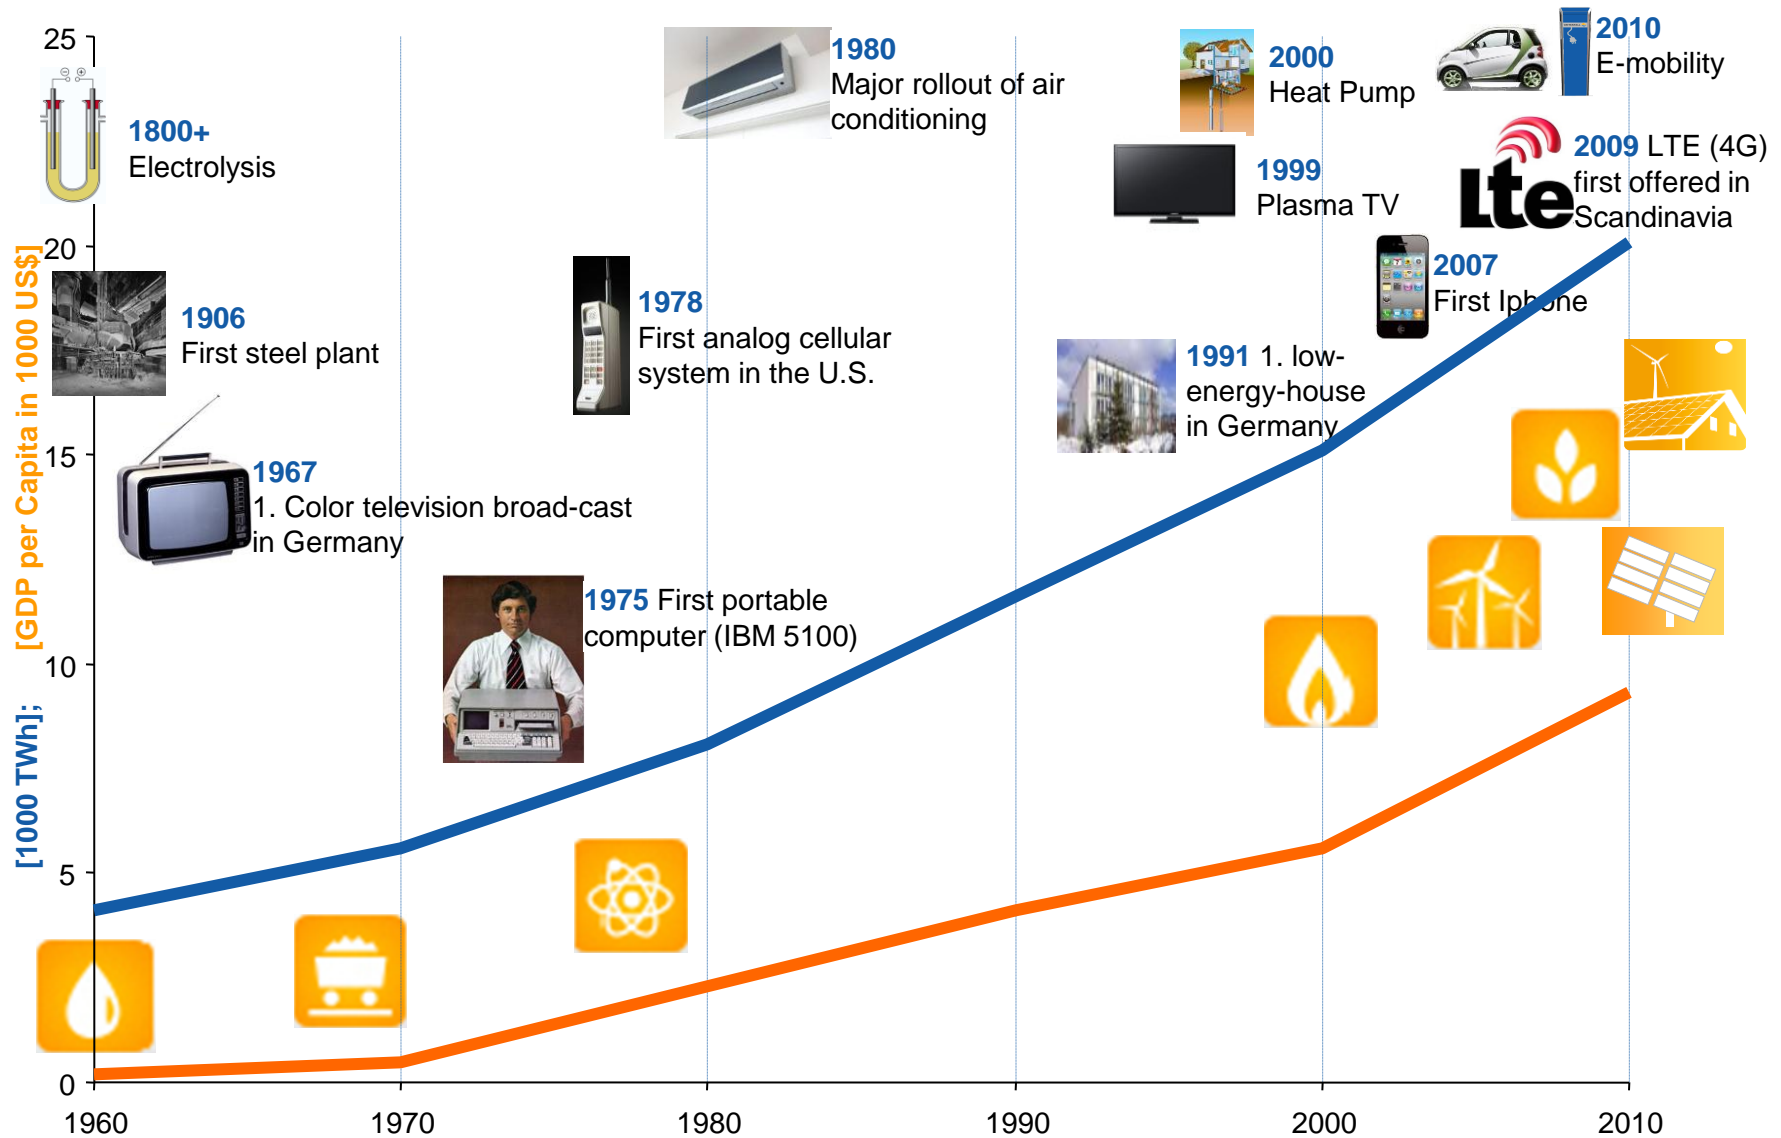 25
20
15
10
5
0
[1000 TWh]; [GDP per Capita in 1000 US$]
1800+
Electrolysis
1906
First steel plant
1967
1. Color television broad-cast
in Germany
1975 First portable
computer (IBM 5100)
1978
First analog cellular
system in the U.S.
1980
Major rollout of air
conditioning
1991 1. low-
energy-house
in Germany
1999
Plasma TV
2000
Heat Pump
2007
First Iphone
2009 LTE (4G)
first offered in
Scandinavia
Lte
2010
E-mobility
1960
1970
1980
1990
2000
2010